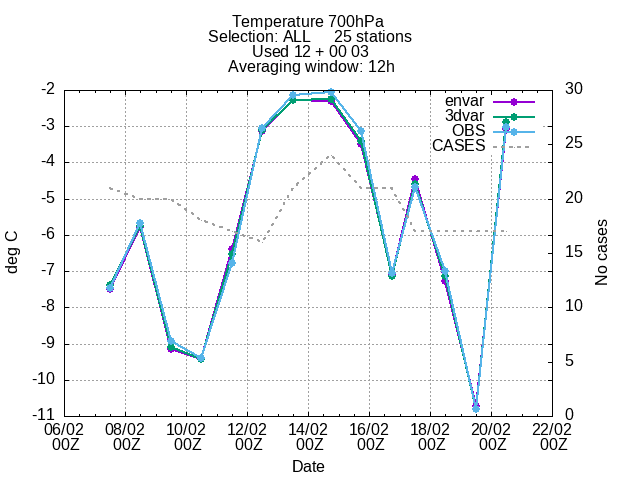 Temperature 700hPa
Selection: ALL 25 stations
Used 12 + 00 03
Averaging window: 12h
envar
3dvar
OBS
CASES
deg C
-2
-3
-4
-5
-6
-7
-8
-9
-10
-11
No cases
30
25
20
15
10
5
0
06/02 08/02 10/02 12/02 14/02 16/02 18/02 20/02 22/02
00Z 00Z 00Z 00Z 00Z 00Z 00Z 00Z 00Z
Date